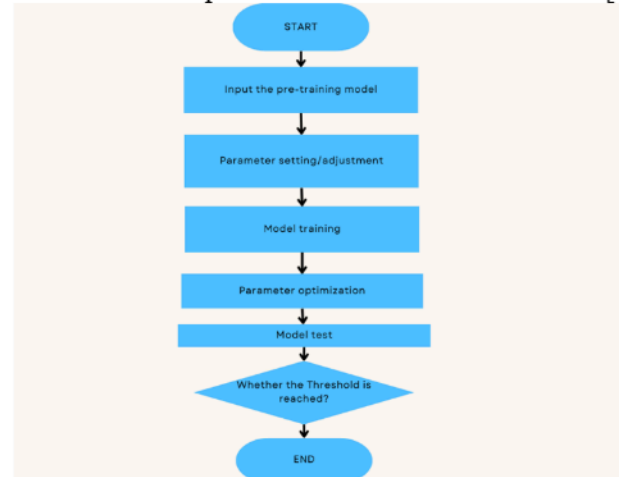 START
Input the pre-training model
Parameter setting/adjustment
Model training
Parameter optimization
Model test
Whether the Threshold is
reached?
END